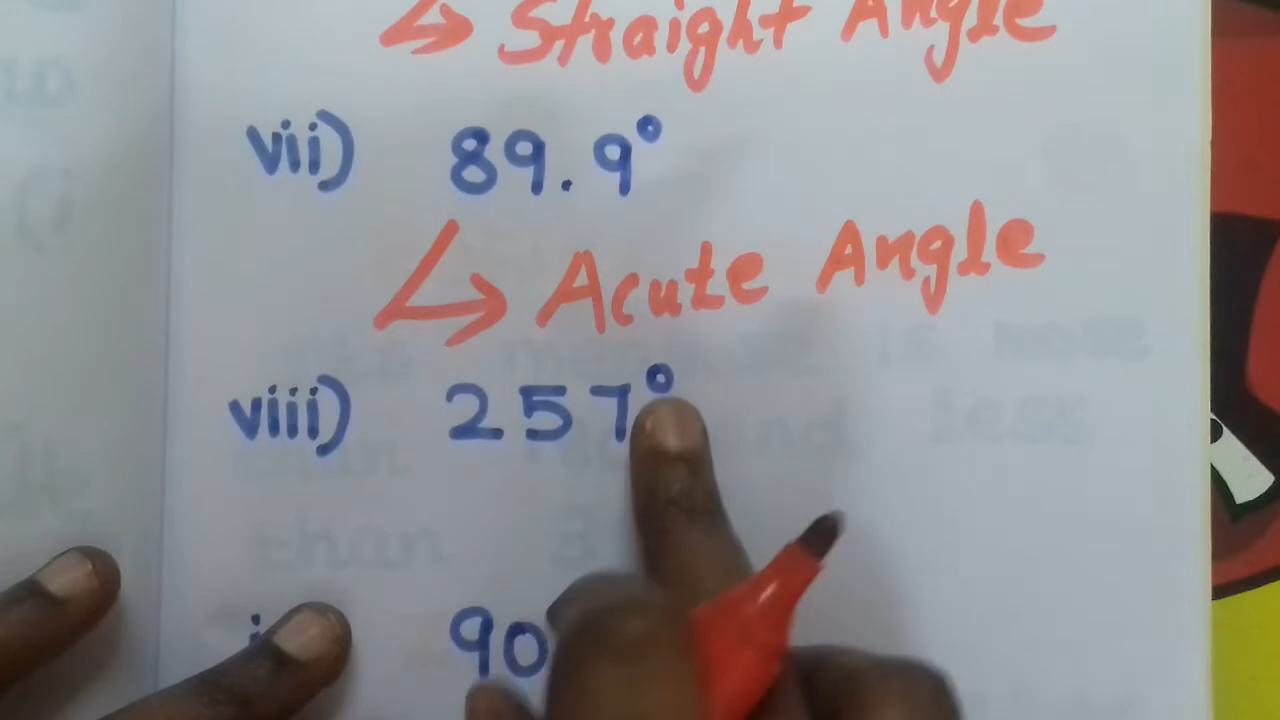 ↳ Straight Angle
vii) 89.9°
↳ Acute Angle
viii) 257°
90